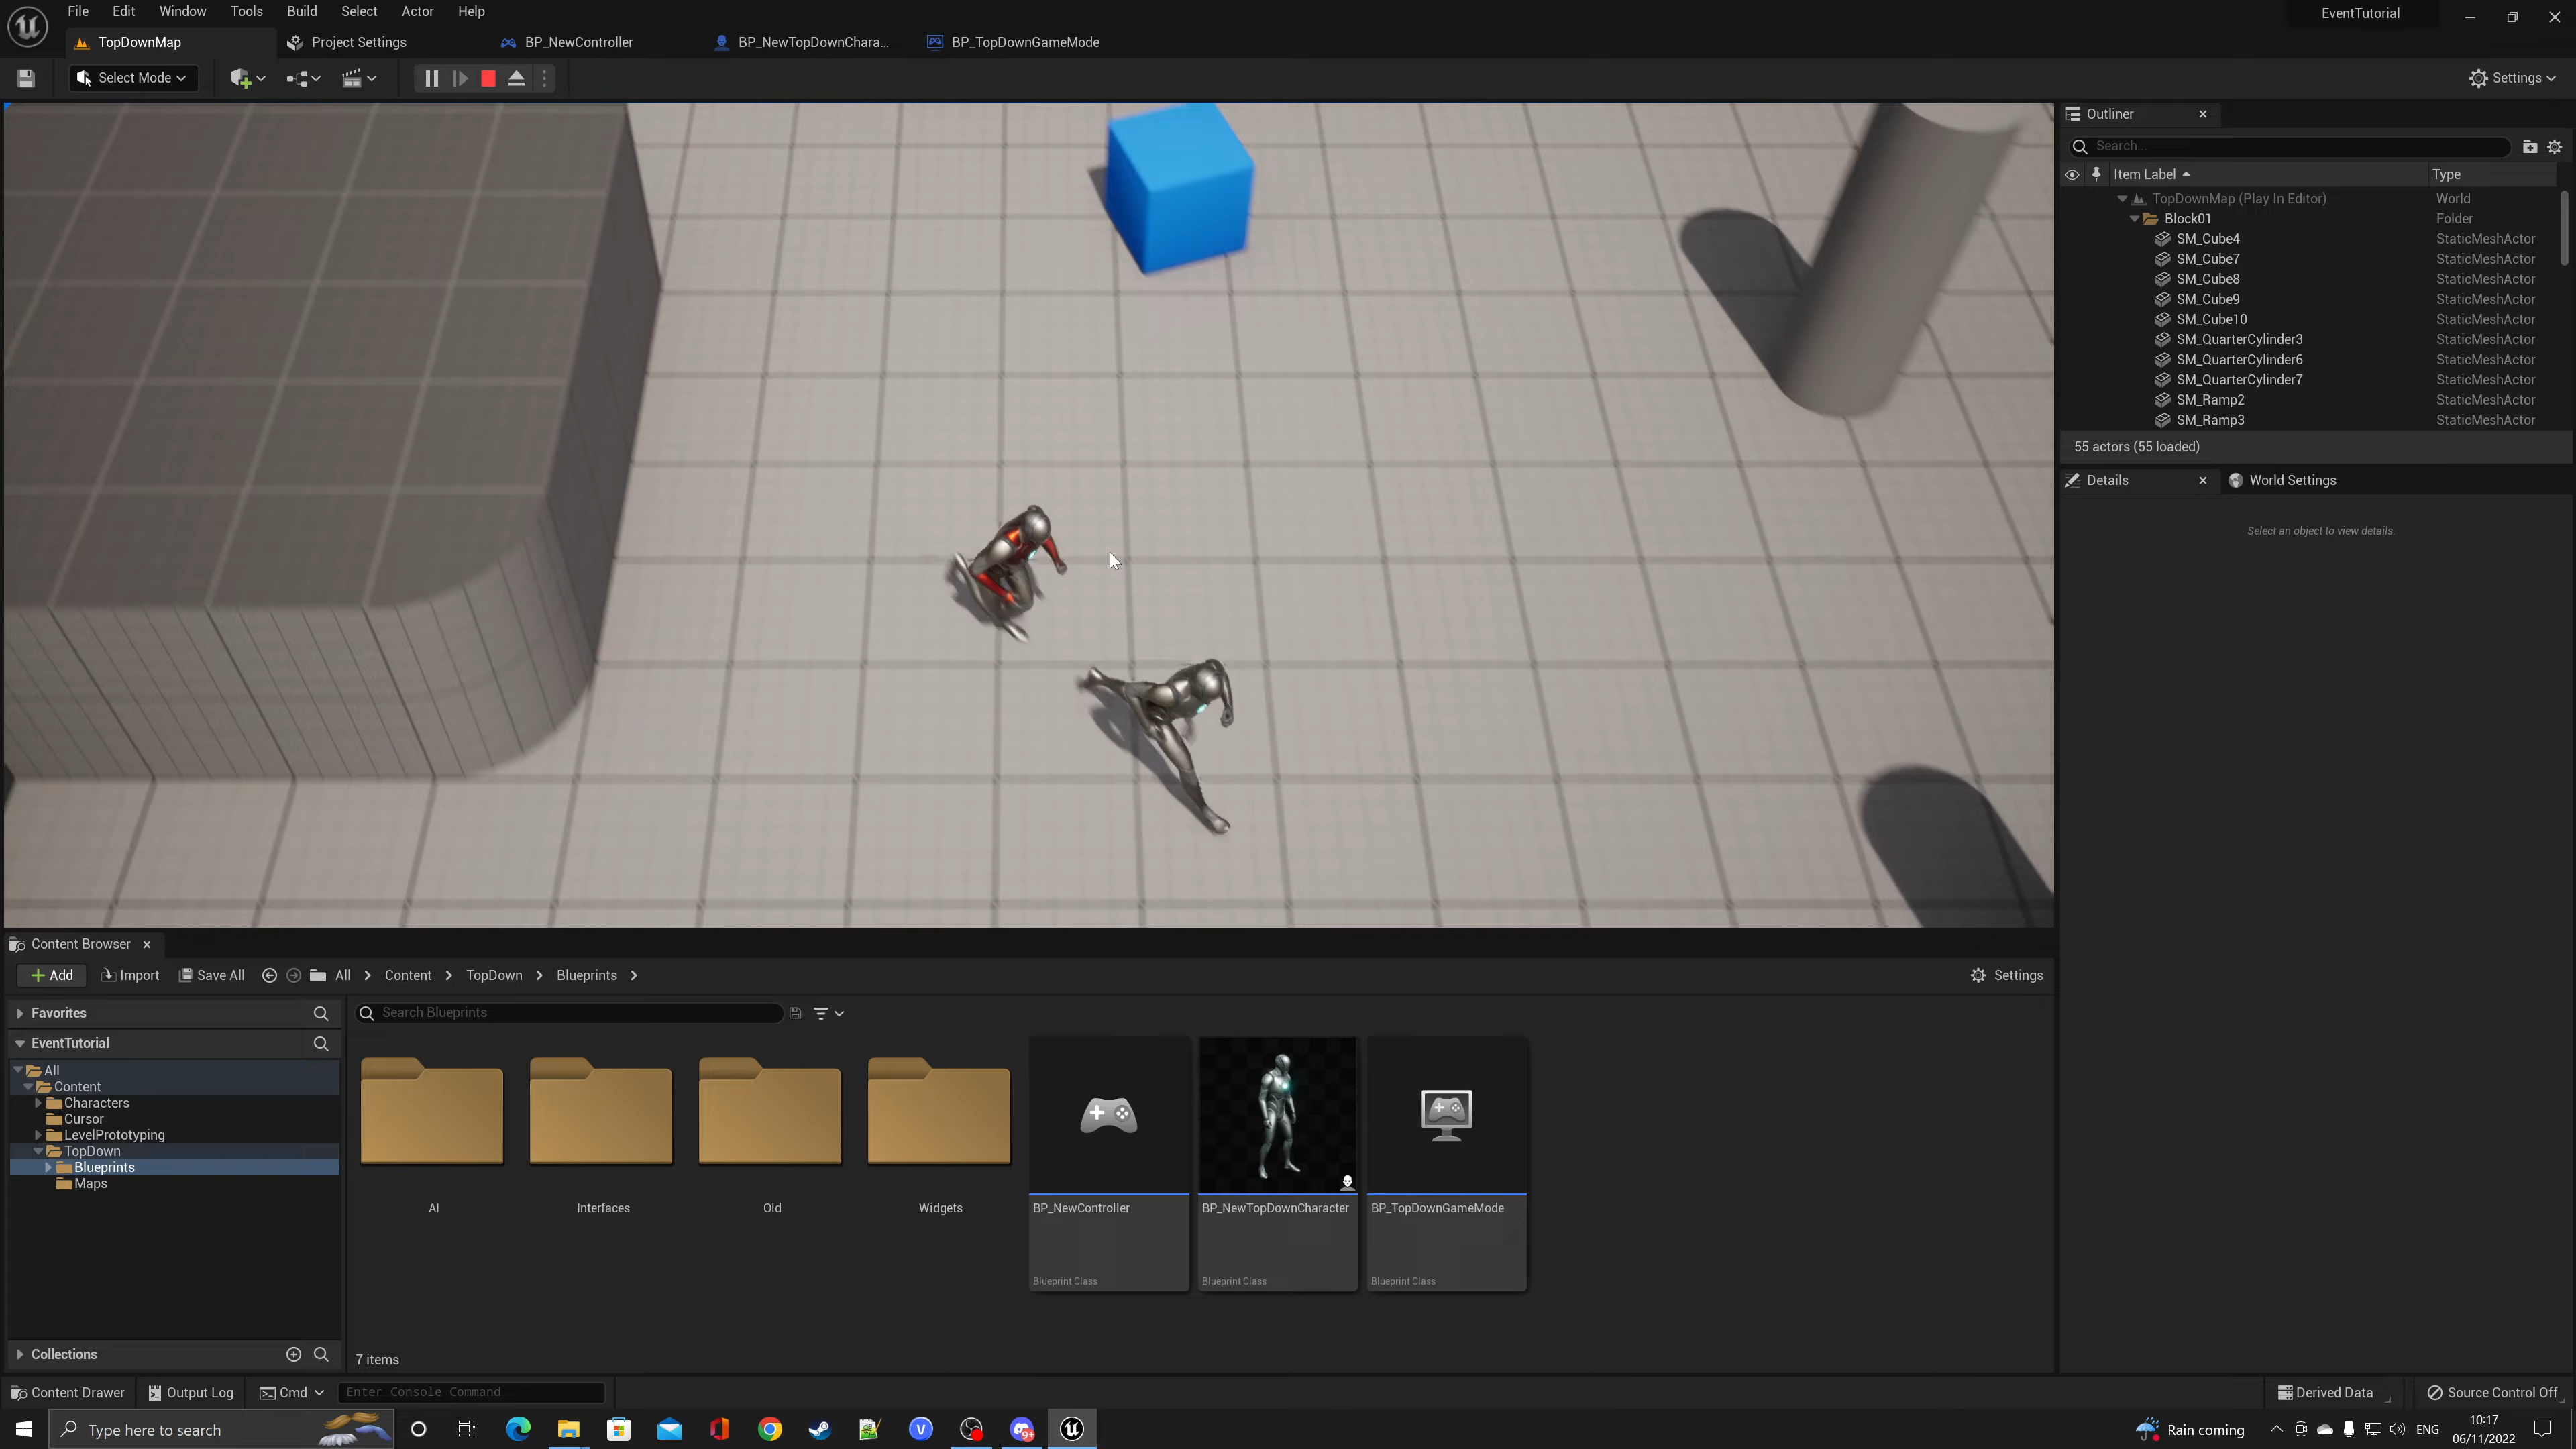 File Edit Window Tools Build Select Actor Help
EventTutorial
TopDownMap Project Settings BP_NewController BP_NewTopDownChara... BP_TopDownGameMode
Select Mode
Settings
Outliner
Search...
Item Label Type
TopDownMap (Play In Editor) World
Block01 Folder
SM_Cube4 StaticMeshActor
SM_Cube7 StaticMeshActor
SM_Cube8 StaticMeshActor
SM_Cube9 StaticMeshActor
SM_Cube10 StaticMeshActor
SM_QuarterCylinder3 StaticMeshActor
SM_QuarterCylinder6 StaticMeshActor
SM_QuarterCylinder7 StaticMeshActor
SM_Ramp2 StaticMeshActor
SM_Ramp3 StaticMeshActor
55 actors (55 loaded)
Details World Settings
Select an object to view details.
Content Browser
Add Import Save All All Content TopDown Blueprints Settings
Favorites
Search Blueprints
EventTutorial
All
Content
Characters
Cursor
LevelPrototyping
TopDown
Blueprints
Maps
AI Interfaces Old Widgets BP_NewController BP_NewTopDownCharacter BP_TopDownGameMode
Blueprint Class Blueprint Class Blueprint Class
Collections
7 items
Content Drawer Output Log Cmd Enter Console Command Derived Data Source Control Off
Type here to search
V
9+
Rain coming
ENG
10:17
06/11/2022